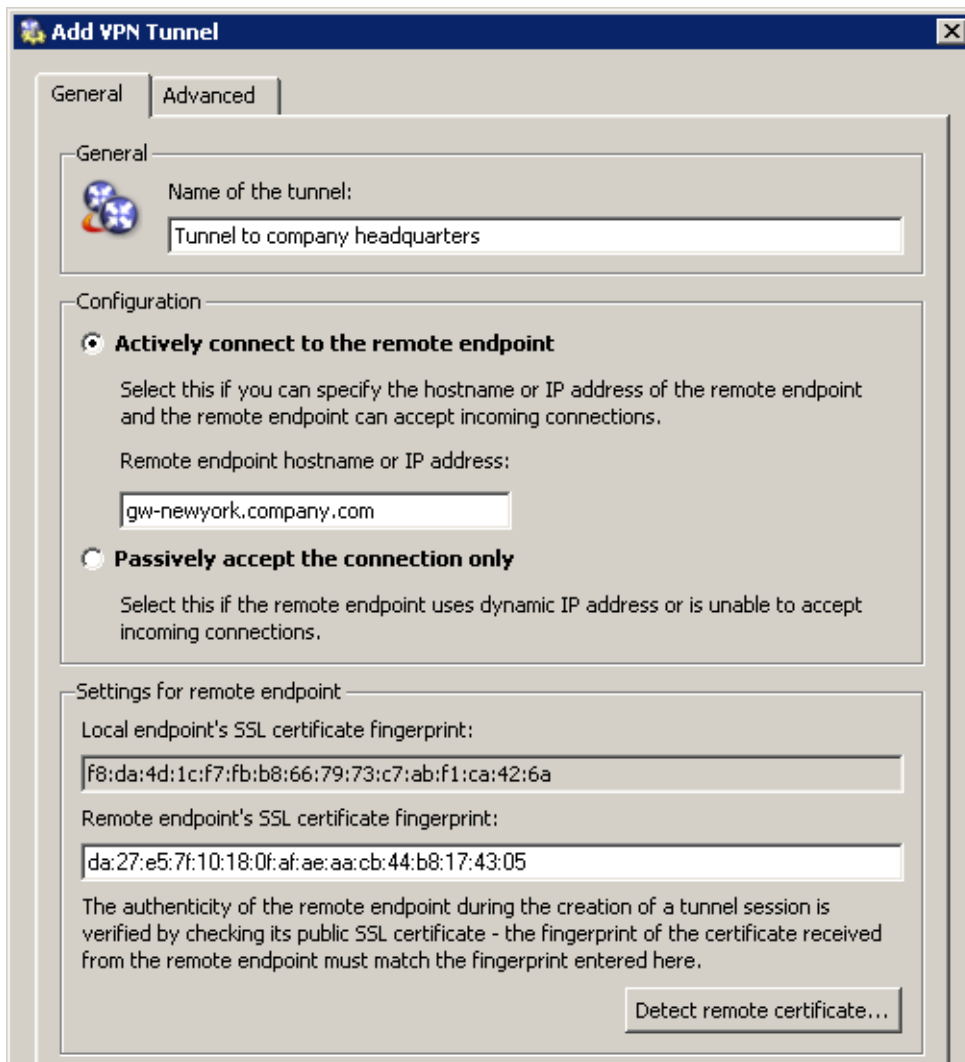 Add VPN Tunnel
General
Advanced
General
Name of the tunnel:
Tunnel to company headquarters
Configuration
Actively connect to the remote endpoint
Select this if you can specify the hostname or IP address of the remote endpoint
and the remote endpoint can accept incoming connections.
Remote endpoint hostname or IP address:
gw-newyork.company.com
Passively accept the connection only
Select this if the remote endpoint uses dynamic IP address or is unable to accept
incoming connections.
Settings for remote endpoint
Local endpoint's SSL certificate fingerprint:
f8:da:4d:1c:f7:fb:b8:66:79:73:c7:ab:f1:ca:42:6a
Remote endpoint's SSL certificate fingerprint:
da:27:e5:7f:10:18:0f:af:ae:aa:cb:44:b8:17:43:05
The authenticity of the remote endpoint during the creation of a tunnel session is
verified by checking its public SSL certificate - the fingerprint of the certificate received
from the remote endpoint must match the fingerprint entered here.
Detect remote certificate...